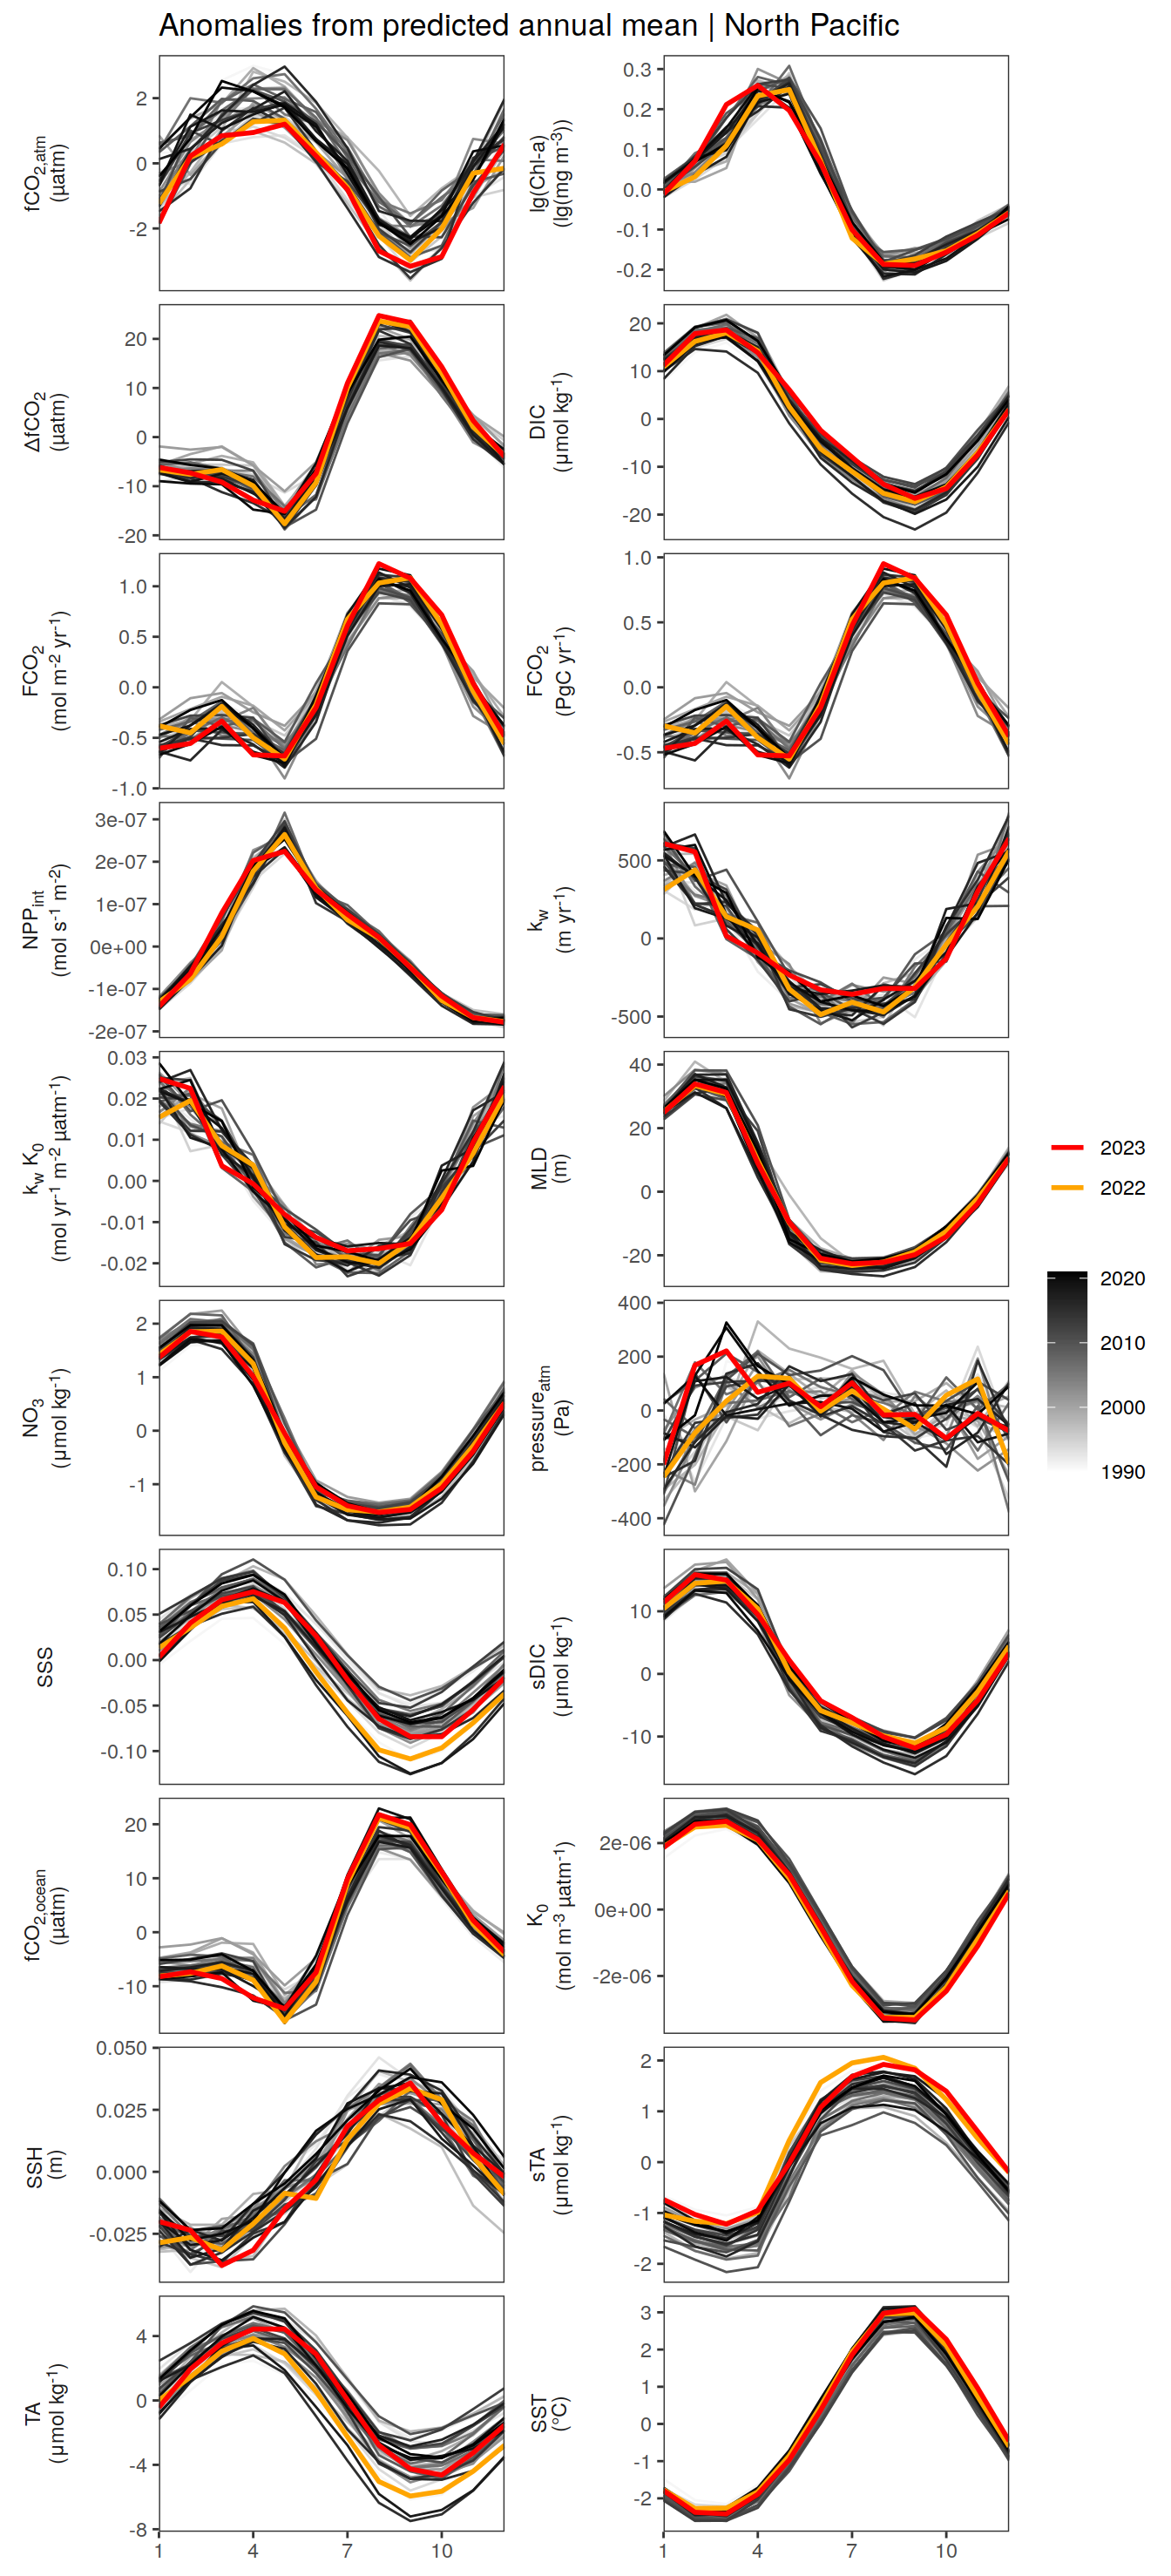 Anomalies from predicted annual mean | North Pacific
fCO2,atm
(µatm)
2
0
-2
lg(Chl-a)
(lg(mg m-3))
0.3
0.2
0.1
0.0
-0.1
-0.2
ΔfCO2
(µatm)
20
10
0
-10
-20
DIC
(µmol kg-1)
20
10
0
-10
-20
FCO2
(mol m-2 yr-1)
1.0
0.5
0.0
-0.5
-1.0
FCO2
(PgC yr-1)
1.0
0.5
0.0
-0.5
NPPint
(mol s-1 m-2)
3e-07
2e-07
1e-07
0e+00
-1e-07
-2e-07
kw
(m yr-1)
500
0
-500
kw K0
(mol yr-1 m-2 µatm-1)
0.03
0.02
0.01
0.00
-0.01
-0.02
MLD
(m)
40
20
0
-20
2023
2022
2020
2010
2000
1990
NO3
(µmol kg-1)
2
1
0
-1
pressureatm
(Pa)
400
200
0
-200
-400
SSS
0.10
0.05
0.00
-0.05
-0.10
sDIC
(µmol kg-1)
10
0
-10
fCO2,ocean
(µatm)
20
10
0
-10
K0
(mol m-3 µatm-1)
2e-06
0e+00
-2e-06
SSH
(m)
0.050
0.025
0.000
-0.025
sTA
(µmol kg-1)
2
1
0
-1
-2
TA
(µmol kg-1)
4
0
-4
-8
SST
(°C)
3
2
1
0
-1
-2
1 4 7 10
1 4 7 10